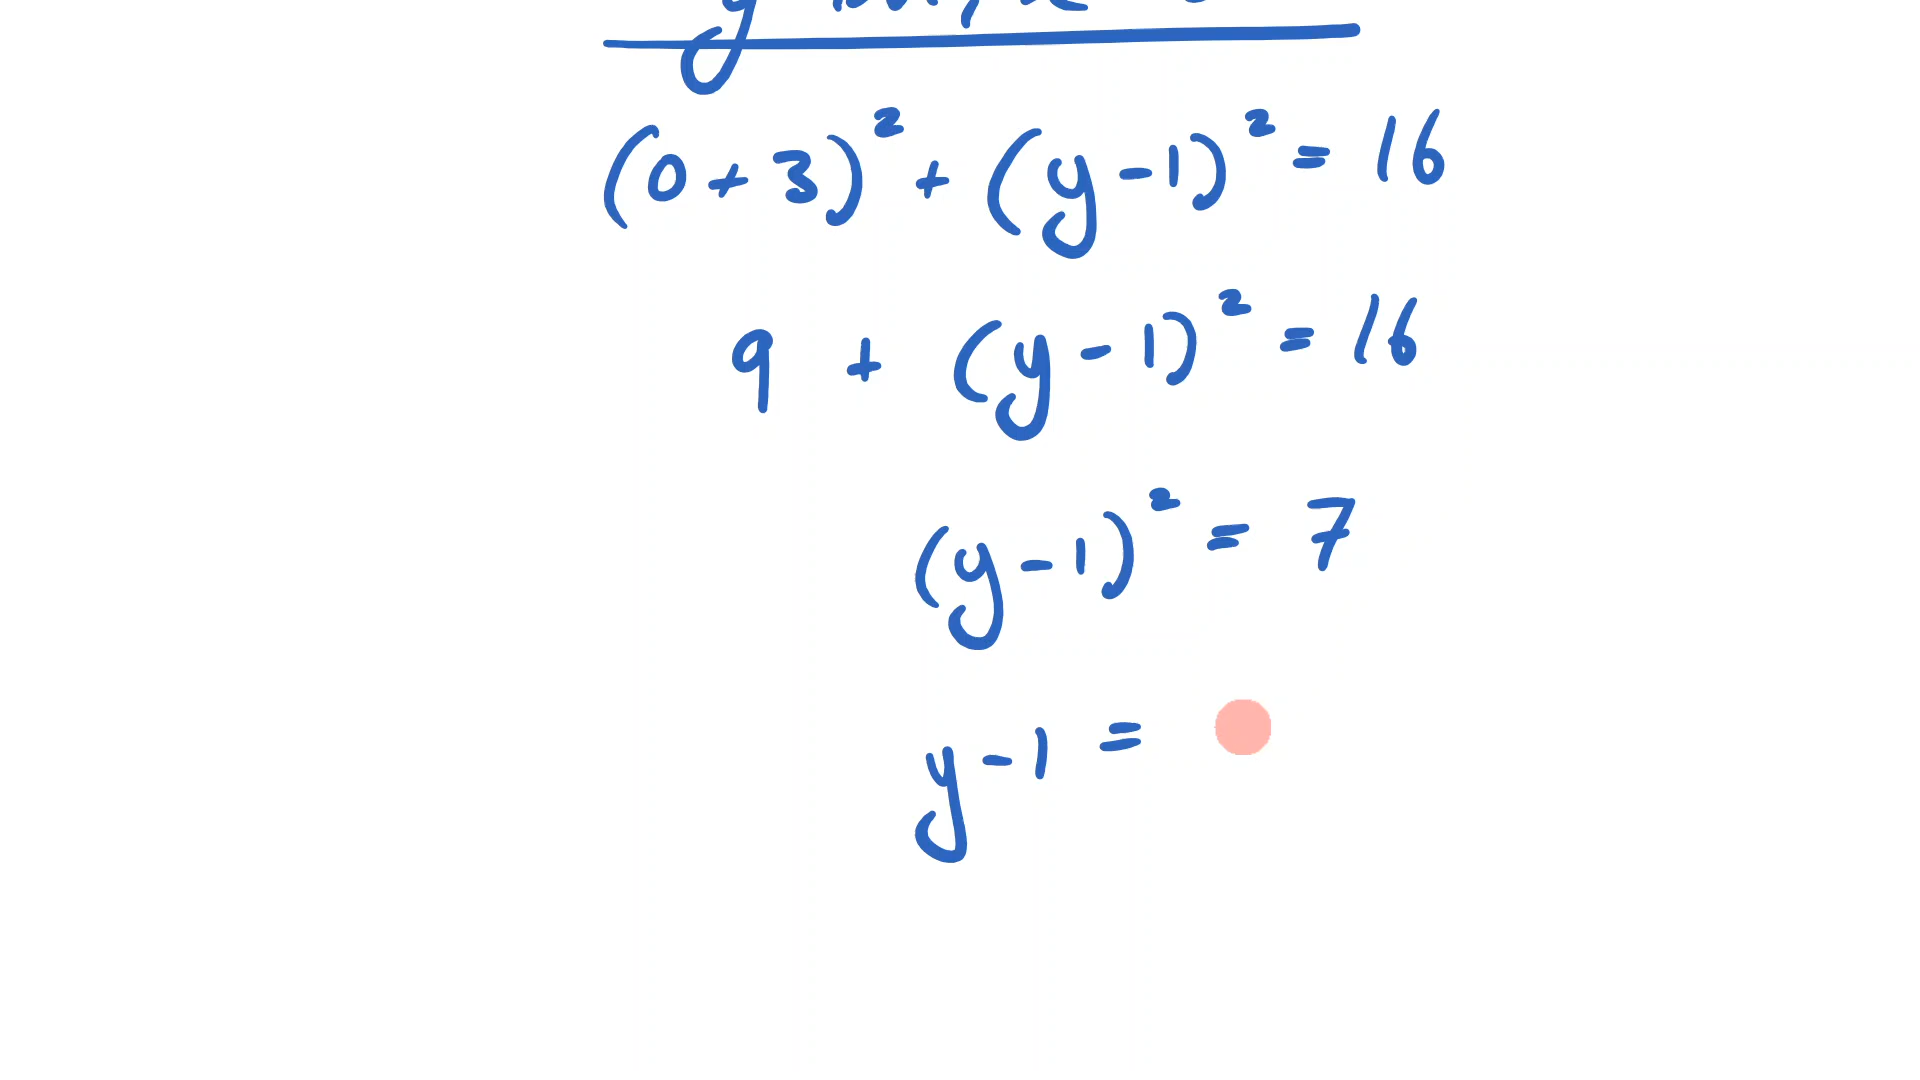 (0 + 3)² + (y - 1)² = 16
9 + (y - 1)² = 16
(y - 1)² = 7
y - 1 =